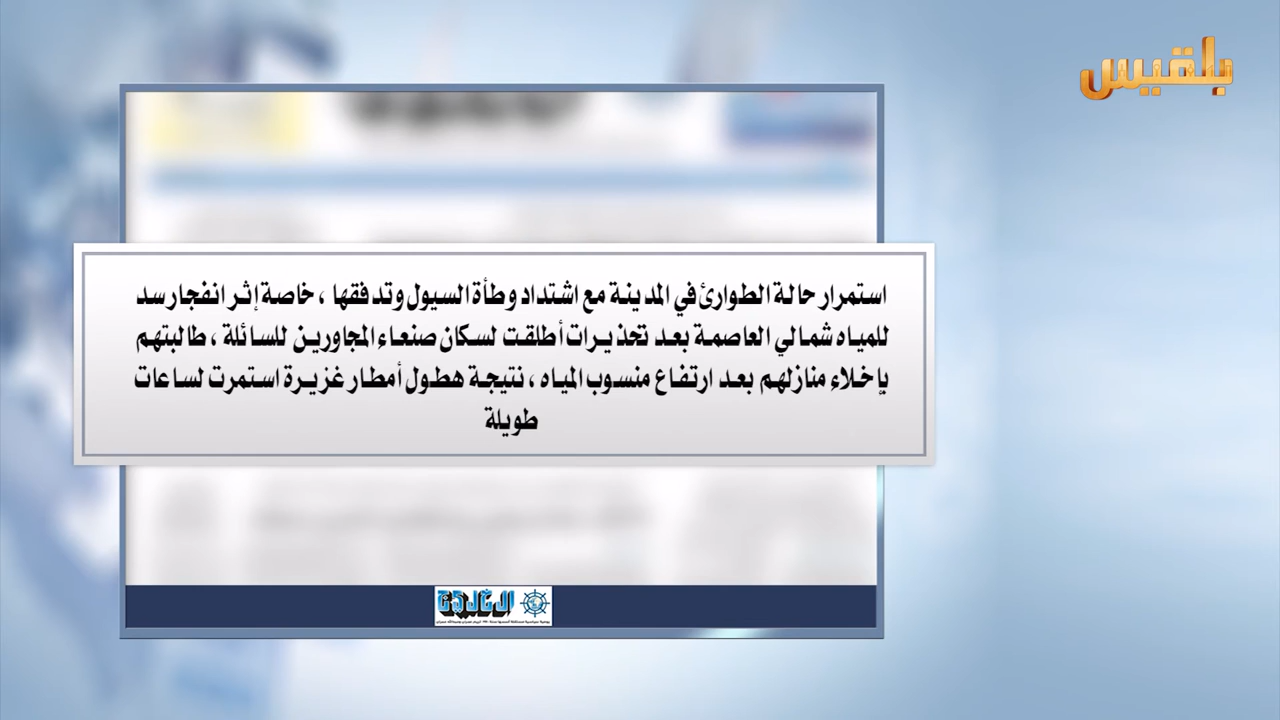 بلقيس
استمرار حالة الطوارئ في المدينة مع اشتداد وطأة السيول وتدفقها ، خاصة إثر انفجار سد
للمياه شمالي العاصمة بعد تحذيرات أطلقت لسكان صنعاء المجاورين للسائلة ، طالبتهم
بإخلاء منازلهم بعد ارتفاع منسوب المياه ، نتيجة هطول أمطار غزيرة استمرت لساعات
طويلة